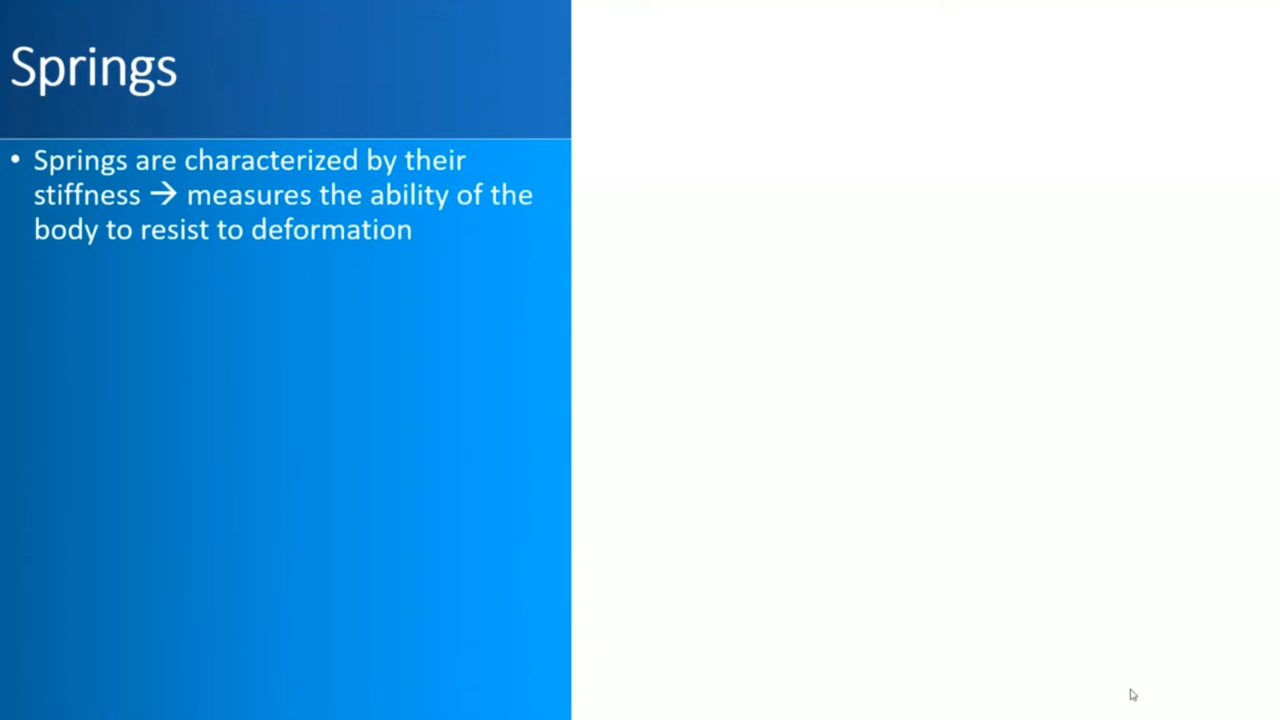 Springs
• Springs are characterized by their
stiffness → measures the ability of the
body to resist to deformation